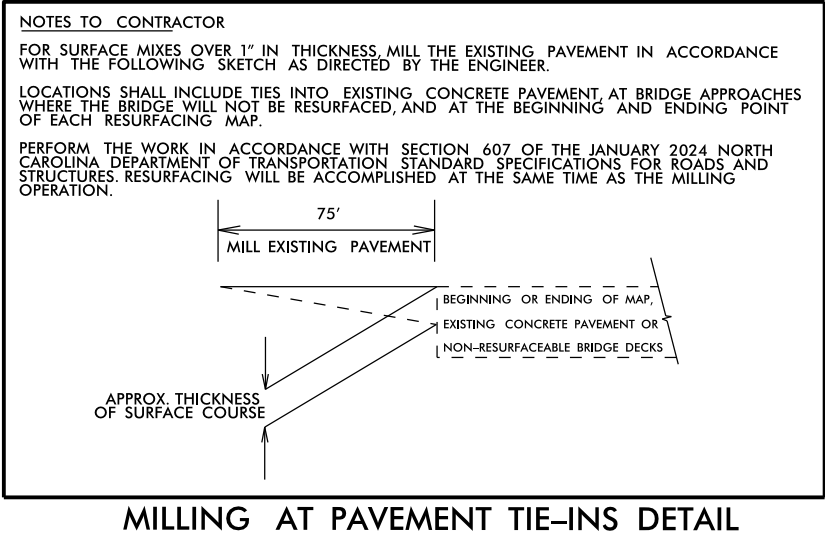 NOTES TO CONTRACTOR
FOR SURFACE MIXES OVER 1" IN THICKNESS, MILL THE EXISTING PAVEMENT IN ACCORDANCE
WITH THE FOLLOWING SKETCH AS DIRECTED BY THE ENGINEER.
LOCATIONS SHALL INCLUDE TIES INTO EXISTING CONCRETE PAVEMENT, AT BRIDGE APPROACHES
WHERE THE BRIDGE WILL NOT BE RESURFACED, AND AT THE BEGINNING AND ENDING POINT
OF EACH RESURFACING MAP.
PERFORM THE WORK IN ACCORDANCE WITH SECTION 607 OF THE JANUARY 2024 NORTH
CAROLINA DEPARTMENT OF TRANSPORTATION STANDARD SPECIFICATIONS FOR ROADS AND
STRUCTURES. RESURFACING WILL BE ACCOMPLISHED AT THE SAME TIME AS THE MILLING
OPERATION.
75'
MILL EXISTING PAVEMENT
BEGINNING OR ENDING OF MAP,
EXISTING CONCRETE PAVEMENT OR
NON-RESURFACEABLE BRIDGE DECKS
APPROX. THICKNESS
OF SURFACE COURSE
MILLING AT PAVEMENT TIE-INS DETAIL